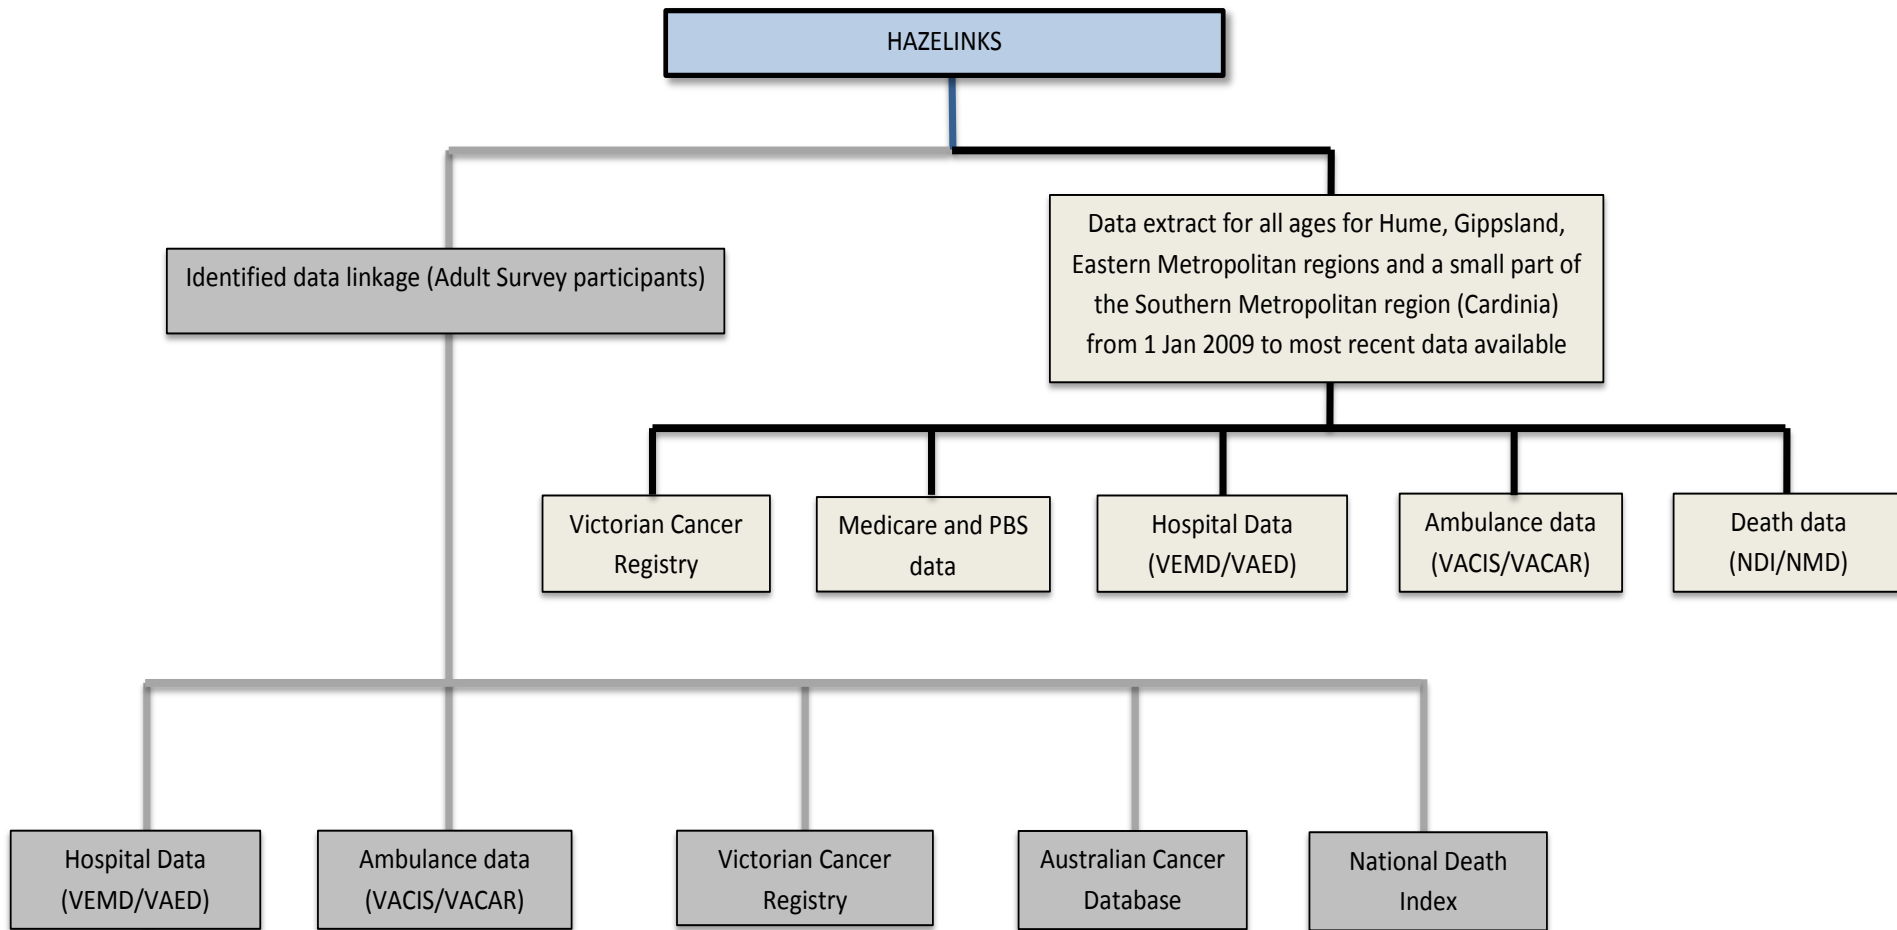 HAZELINKS
Identified data linkage (Adult Survey participants)
Data extract for all ages for Hume, Gippsland,
Eastern Metropolitan regions and a small part of
the Southern Metropolitan region (Cardinia)
from 1 Jan 2009 to most recent data available
Victorian Cancer
Registry
Medicare and PBS
data
Hospital Data
(VEMD/VAED)
Ambulance data
(VACIS/VACAR)
Death data
(NDI/NMD)
Hospital Data
(VEMD/VAED)
Ambulance data
(VACIS/VACAR)
Victorian Cancer
Registry
Australian Cancer
Database
National Death
Index